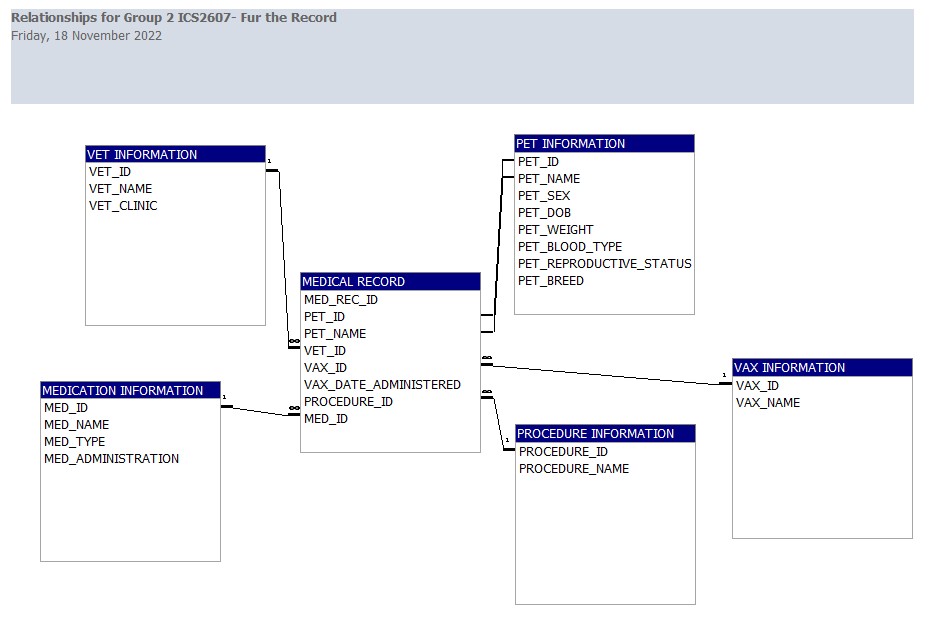 Relationships for Group 2 ICS2607- Fur the Record
Friday, 18 November 2022
VET INFORMATION
VET_ID
VET_NAME
VET_CLINIC
1
PET INFORMATION
PET_ID
PET_NAME
PET_SEX
PET_DOB
PET_WEIGHT
PET_BLOOD_TYPE
PET_REPRODUCTIVE_STATUS
PET_BREED
MEDICAL RECORD
MED_REC_ID
PET_ID
PET_NAME
VET_ID
VAX_ID
VAX_DATE_ADMINISTERED
PROCEDURE_ID
MED_ID
∞
∞
∞
∞
MEDICATION INFORMATION
MED_ID
MED_NAME
MED_TYPE
MED_ADMINISTRATION
1
VAX INFORMATION
VAX_ID
VAX_NAME
1
PROCEDURE INFORMATION
PROCEDURE_ID
PROCEDURE_NAME
1